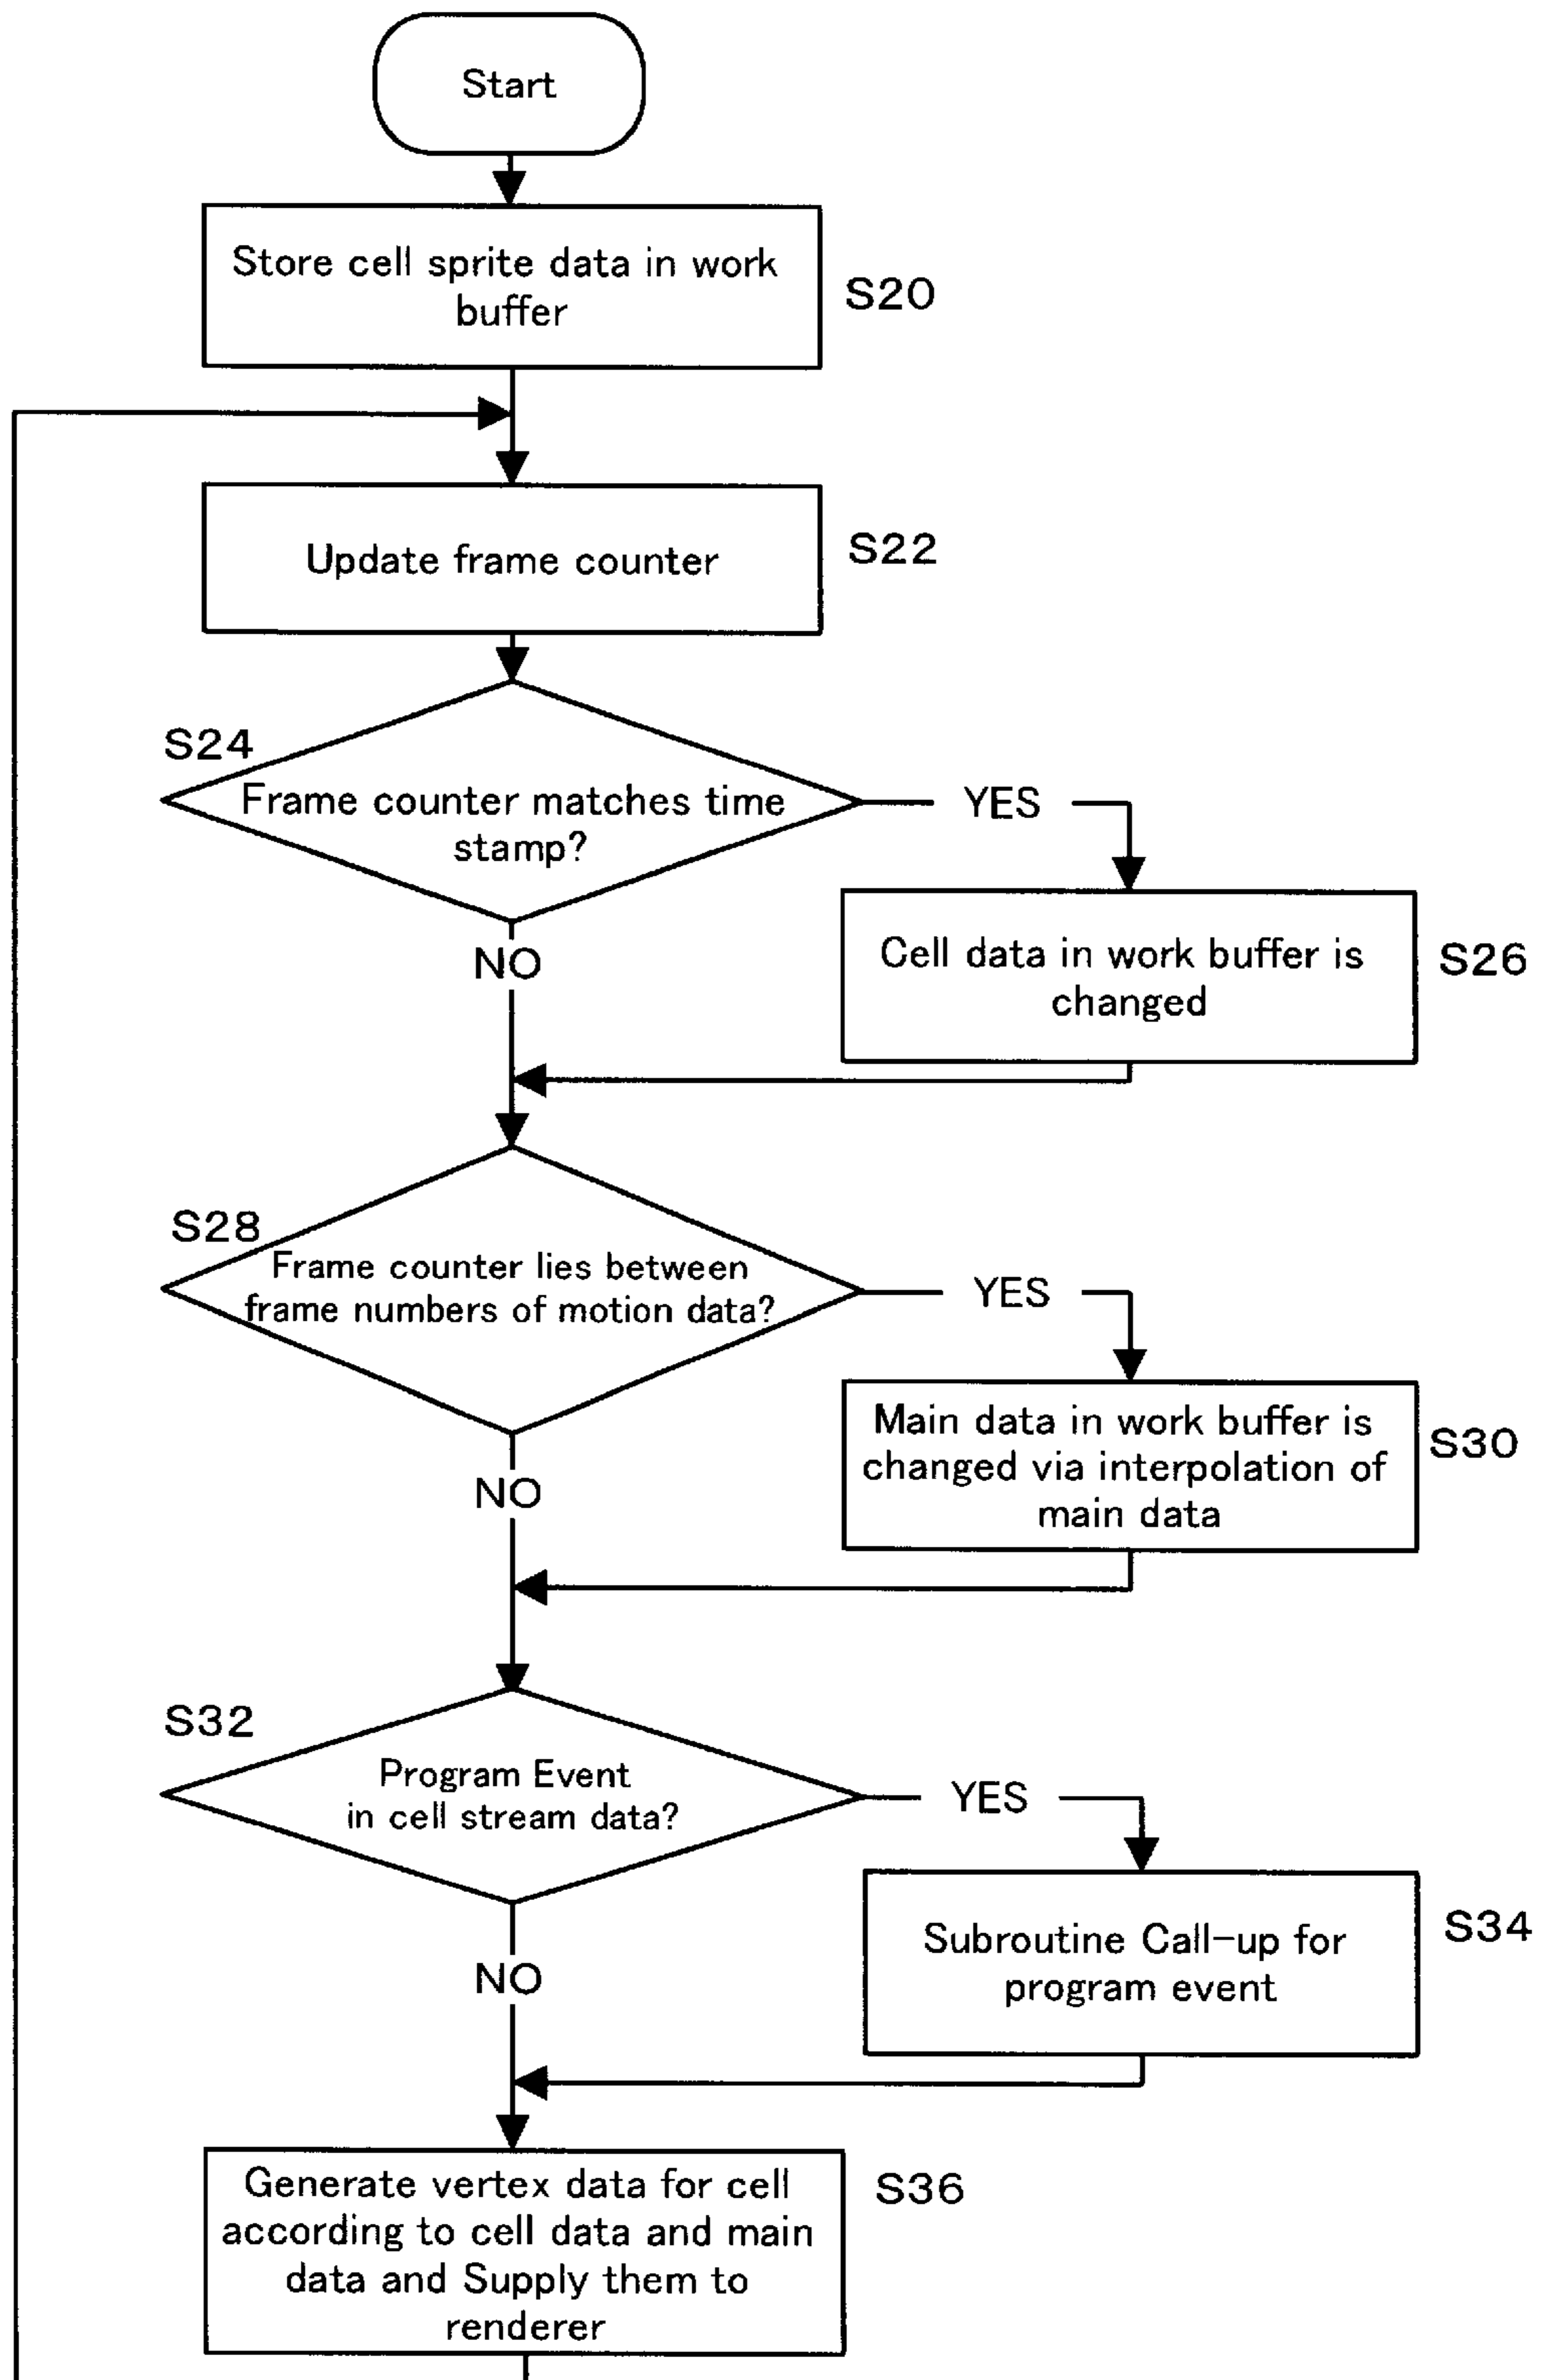 Start
Store cell sprite data in work
buffer
S20
Update frame counter
S22
S24
Frame counter matches time
stamp?
YES
NO
Cell data in work buffer is
changed
S26
S28
Frame counter lies between
frame numbers of motion data?
YES
NO
Main data in work buffer is
changed via interpolation of
main data
S30
S32
Program Event
in cell stream data?
YES
NO
Subroutine Call-up for
program event
S34
Generate vertex data for cell
according to cell data and main
data and Supply them to
renderer
S36